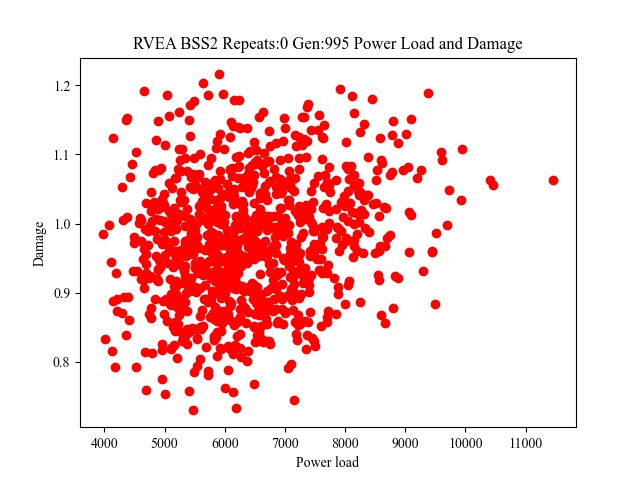 RVEA BSS2 Repeats:0 Gen:995 Power Load and Damage
1.2
1.1
1.0
0.9
0.8
Damage
4000 5000 6000 7000 8000 9000 10000 11000
Power load